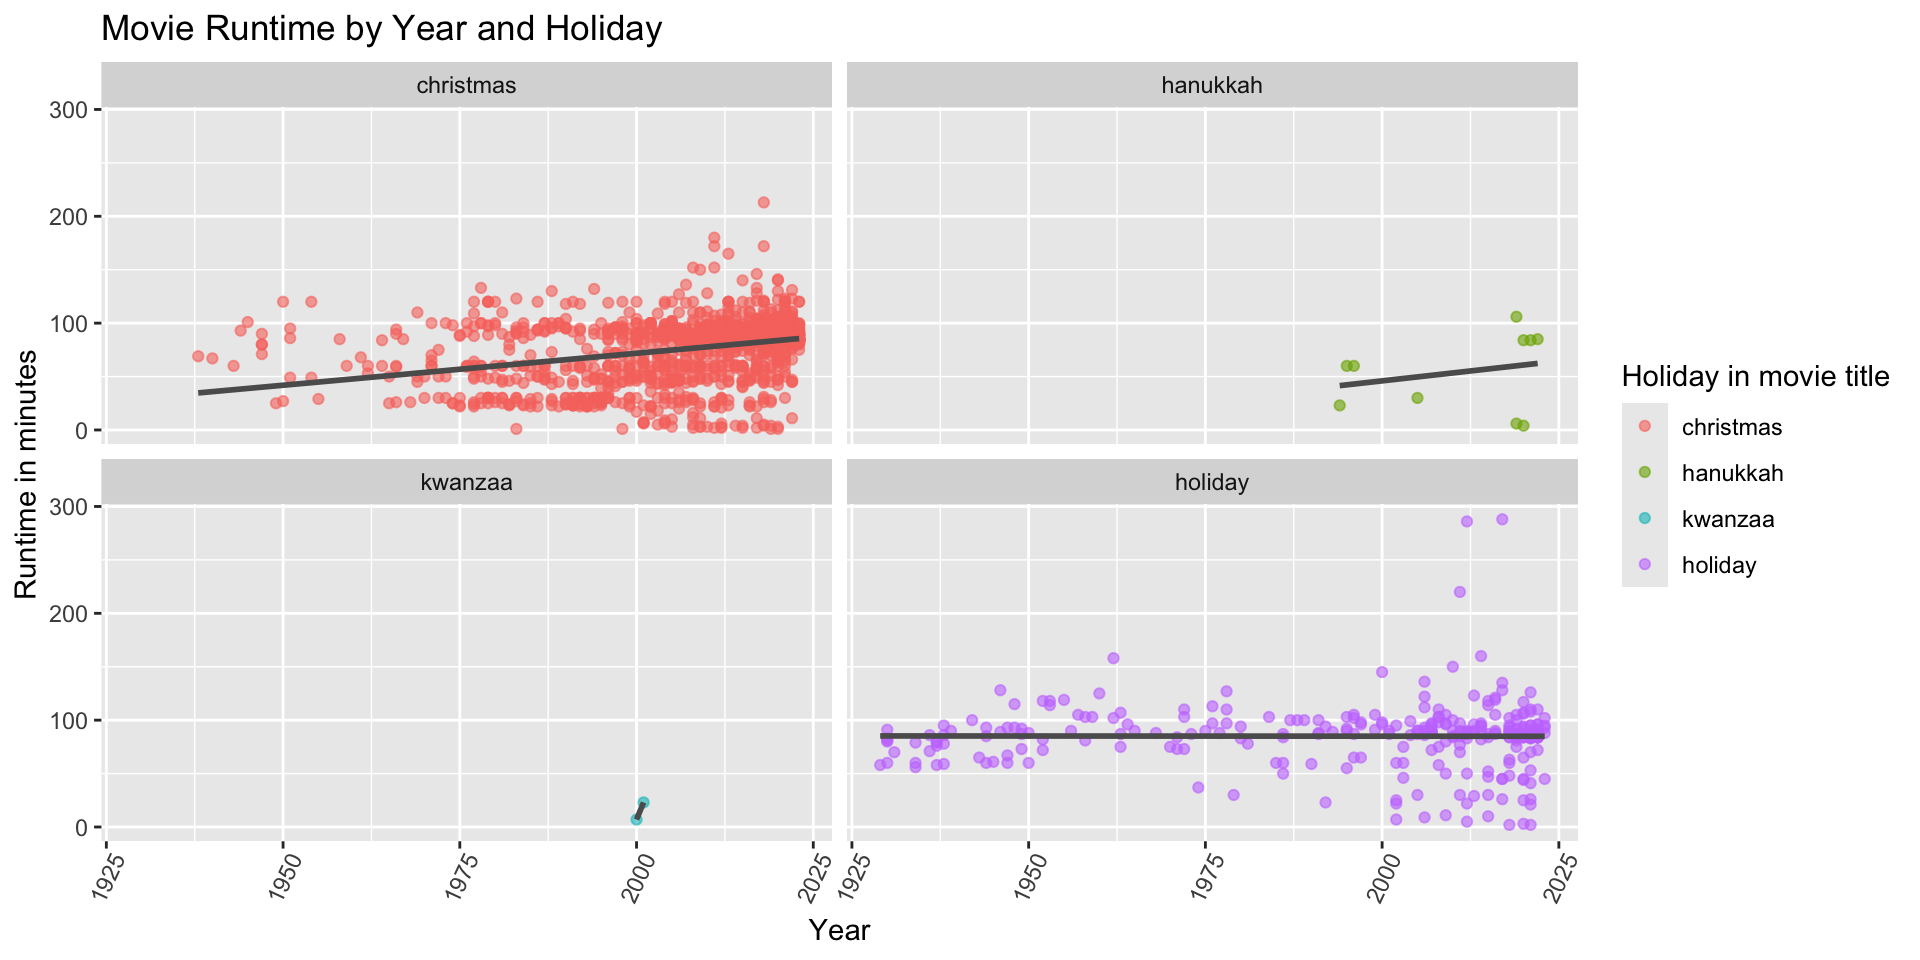 Movie Runtime by Year and Holiday
christmas
hanukkah
300
200
100
0
kwanzaa
holiday
300
200
100
0
1925
1950
1975
2000
2025
1925
1950
1975
2000
2025
Year
Runtime in minutes
Holiday in movie title
christmas
hanukkah
kwanzaa
holiday